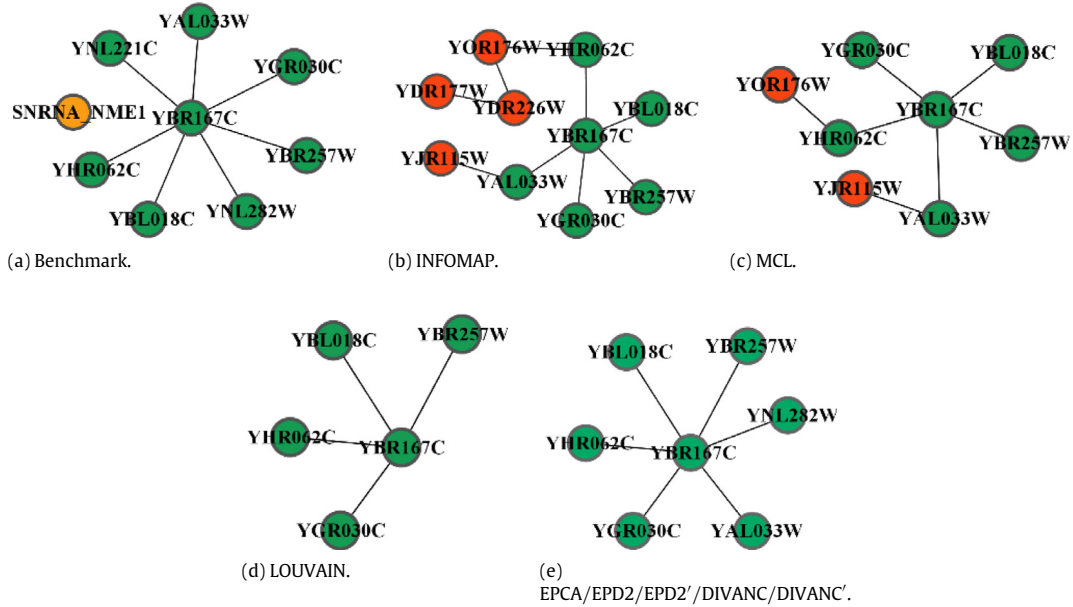 YAL033W
YNL221C
YGR030C
SNRNA_NME1
YBR167C
YBR257W
YHR062C
YBL018C
YNL282W
(a) Benchmark.
YOR176W
YHR062C
YDR177W
YDR226W
YBL018C
YBR167C
YJR115W
YAL033W
YBR257W
YGR030C
(b) INFOMAP.
YGR030C
YBL018C
YOR176W
YBR167C
YHR062C
YBR257W
YJR115W
YAL033W
(c) MCL.
YBL018C
YBR257W
YHR062C
YBR167C
YGR030C
(d) LOUVAIN.
YBL018C
YBR257W
YNL282W
YHR062C
YBR167C
YGR030C
YAL033W
(e)
EPCA/EPD2/EPD2′/DIVANC/DIVANC′.